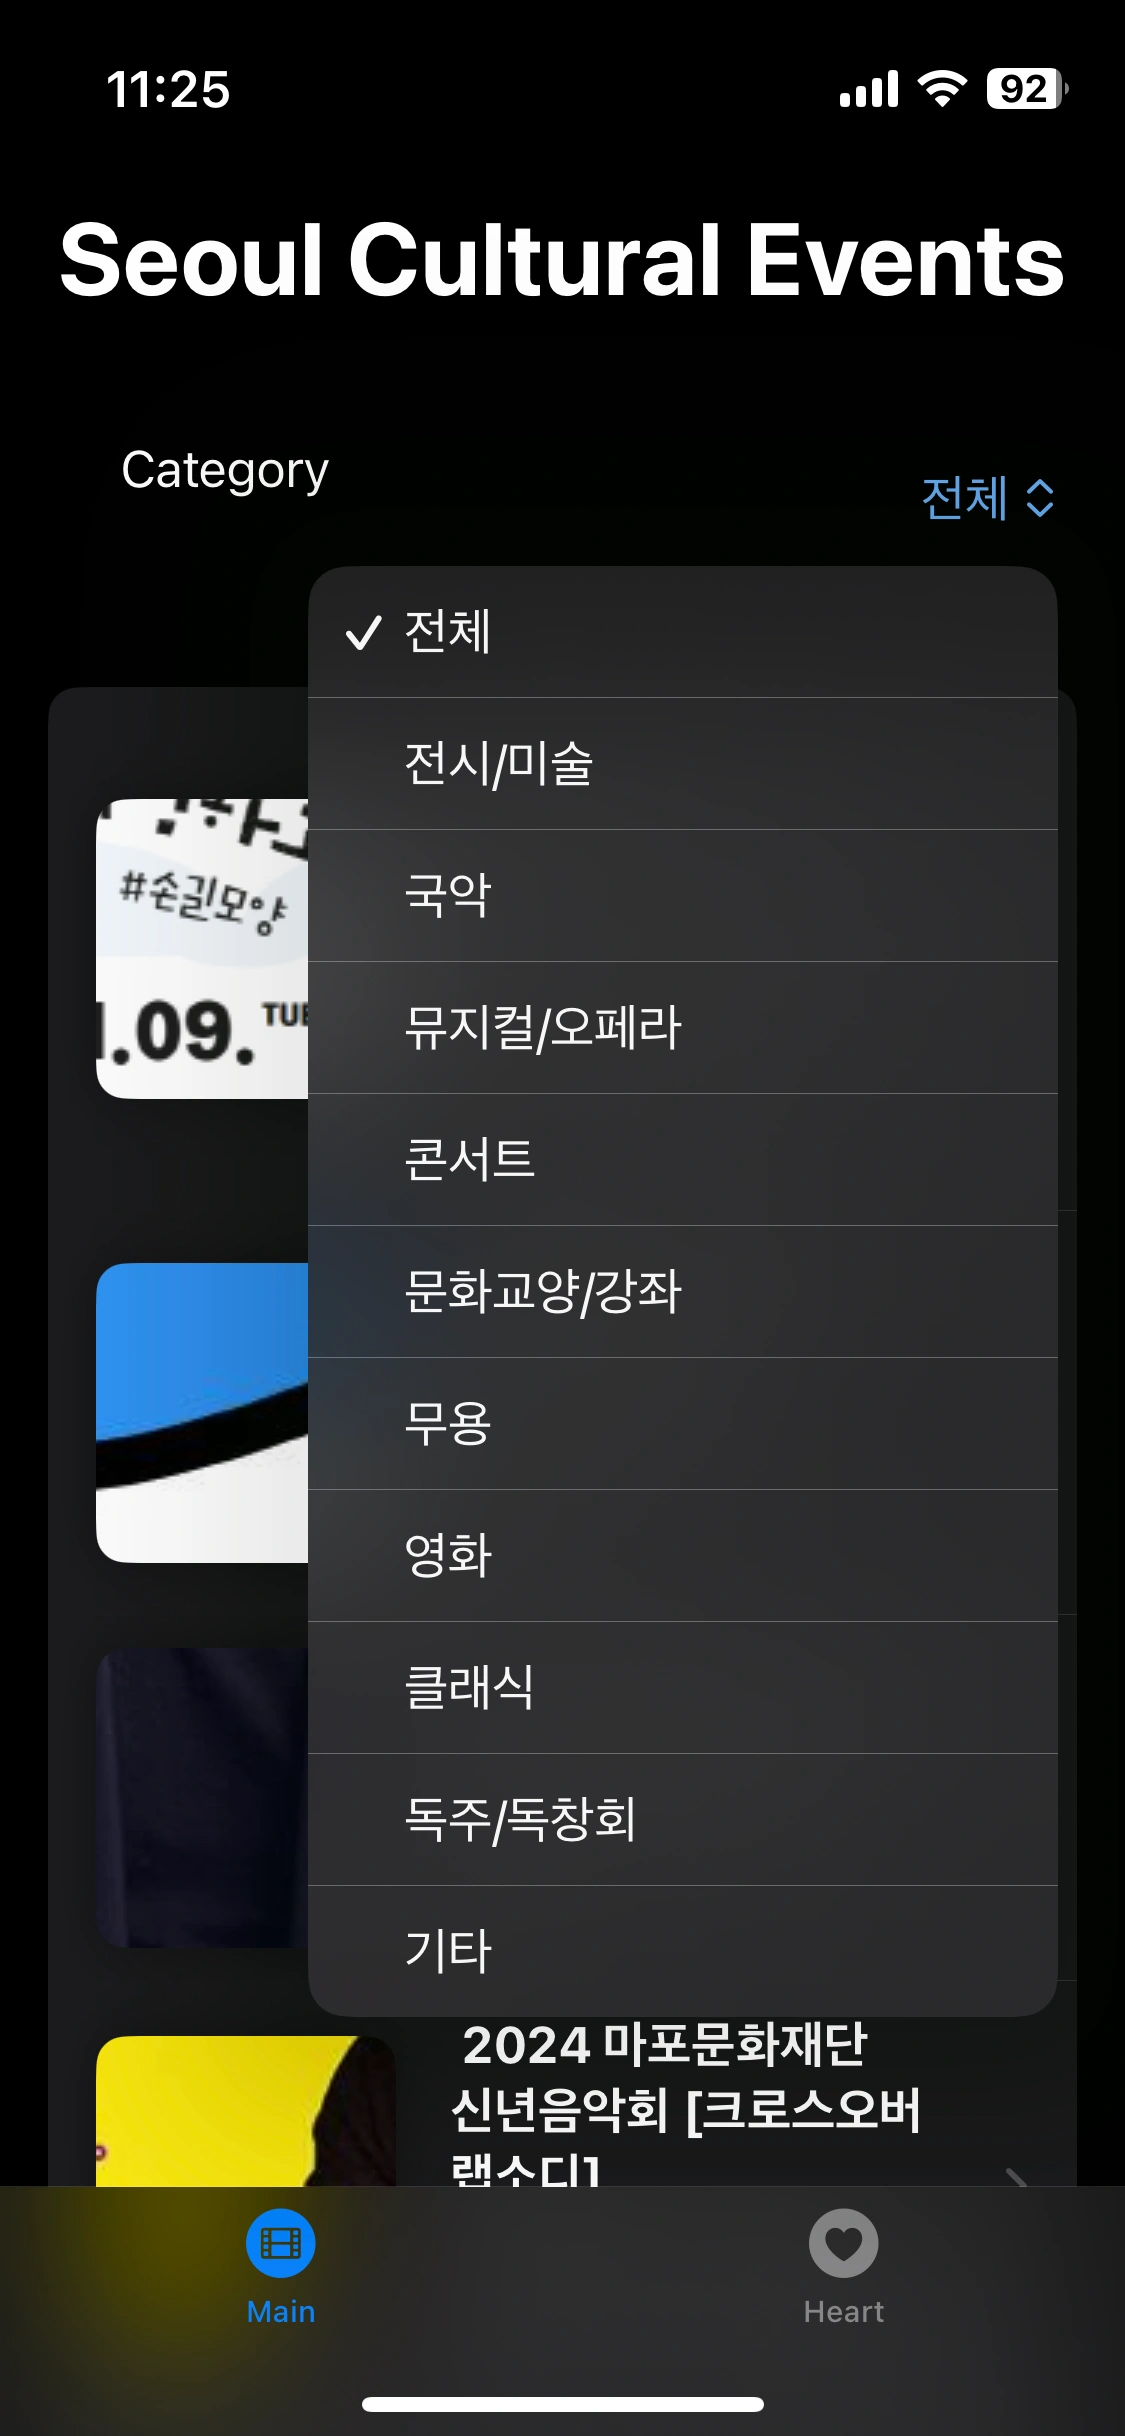 11:25
92
Seoul Cultural Events
Category
전체
전체
전시/미술
국악
뮤지컬/오페라
콘서트
문화교양/강좌
무용
영화
클래식
독주/독창회
기타
#손길모양
.09. TUE
2024 마포문화재단
신년음악회 [크로스오버
랩소디]
Main
Heart